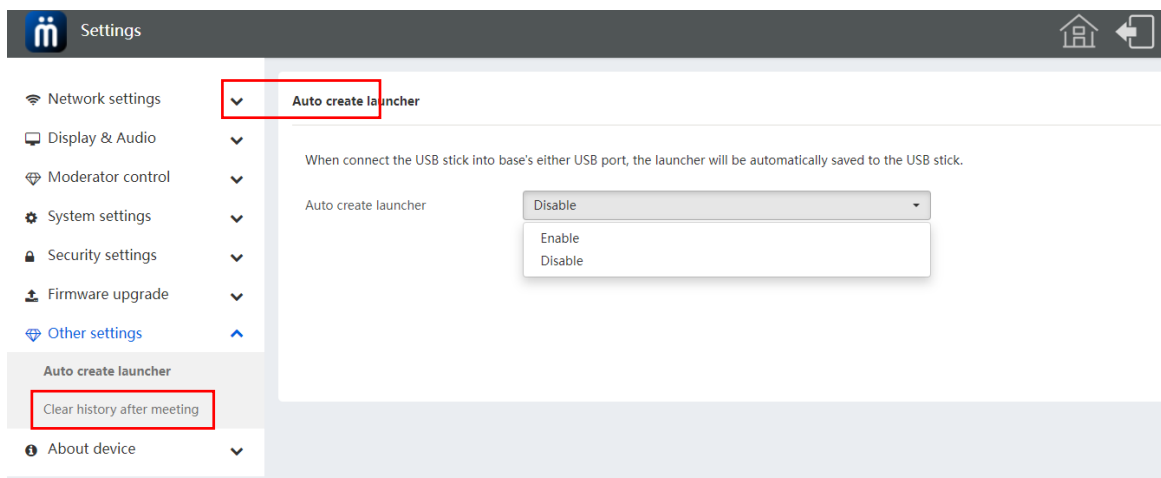 Settings
Network settings
Display & Audio
Moderator control
System settings
Security settings
Firmware upgrade
Other settings
Auto create launcher
Clear history after meeting
About device
Auto create launcher
When connect the USB stick into base's either USB port, the launcher will be automatically saved to the USB stick.
Auto create launcher
Disable
Enable
Disable